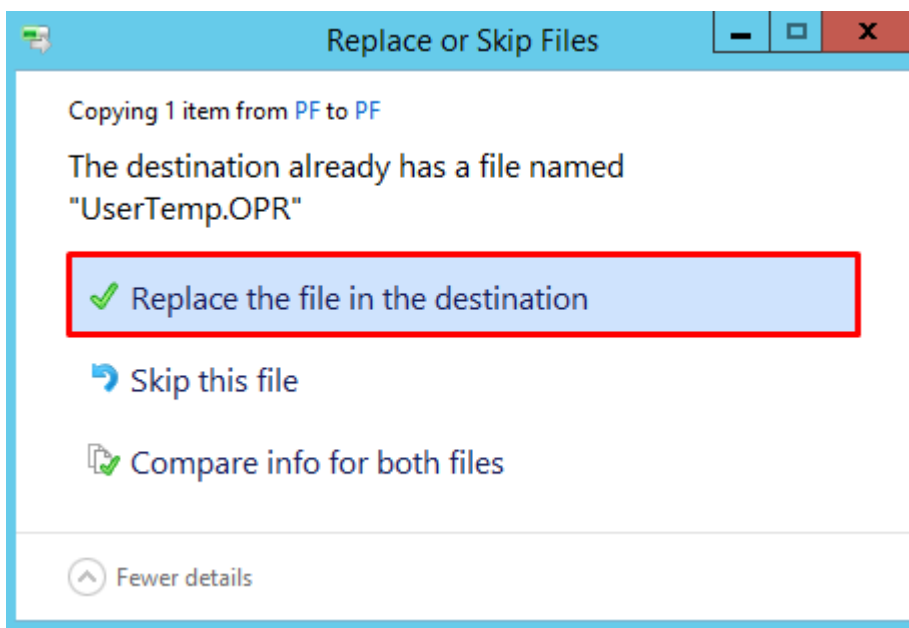 Replace or Skip Files
Copying 1 item from PF to PF
The destination already has a file named
"UserTemp.OPR"
Replace the file in the destination
Skip this file
Compare info for both files
Fewer details